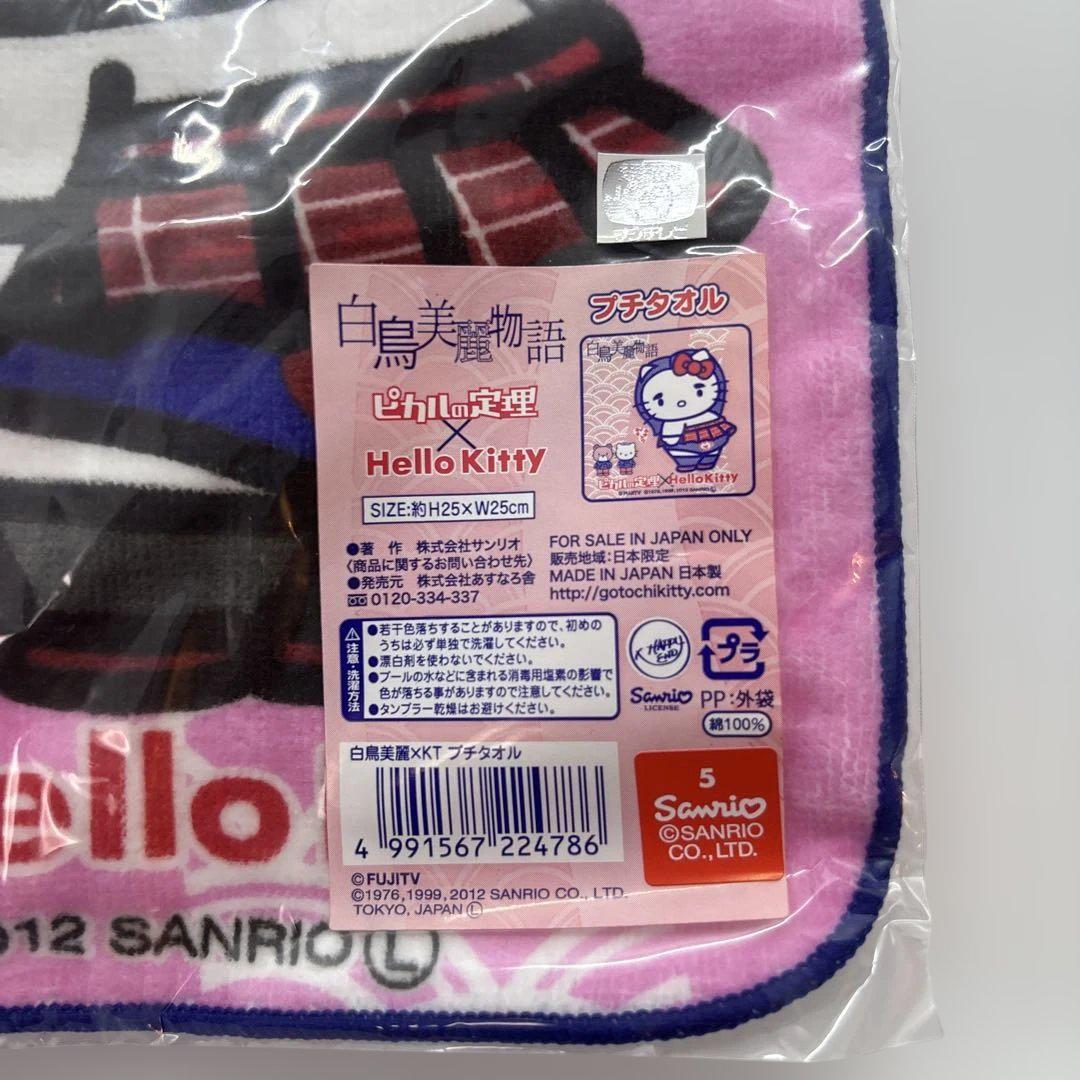 白鳥美麗物語
ピカルの定理
×
Hello Kitty
SIZE:約H25×W25cm
プチタオル
白鳥美麗物語
ピカルの定理×HelloKitty
©FUJITV ©1976,1999,2012 SANRIO Ⓛ
●著 作 株式会社サンリオ
〈商品に関するお問い合わせ先〉
●発売元 株式会社あすなろ舎
0120-334-337
FOR SALE IN JAPAN ONLY
販売地域:日本限定
MADE IN JAPAN 日本製
http://gotochikitty.com
⚠注意・洗濯方法
●若干色落ちすることがありますので、初めの
うちは必ず単独で洗濯してください。
●漂白剤を使わないでください。
●プールの水などに含まれる消毒用塩素の影響で
色が落ちる事がありますので注意してください。
●タンブラー乾燥はお避けください。
HAPPY
END
Sanrio
LICENSE
プラ
PP:外袋
綿100%
白鳥美麗×KT プチタオル
4 991567 224786
5
Sanrio
©SANRIO
CO.,LTD.
©FUJITV
©1976,1999,2012 SANRIO CO., LTD.
TOKYO, JAPAN Ⓛ
ello
012 SANRIO Ⓛ